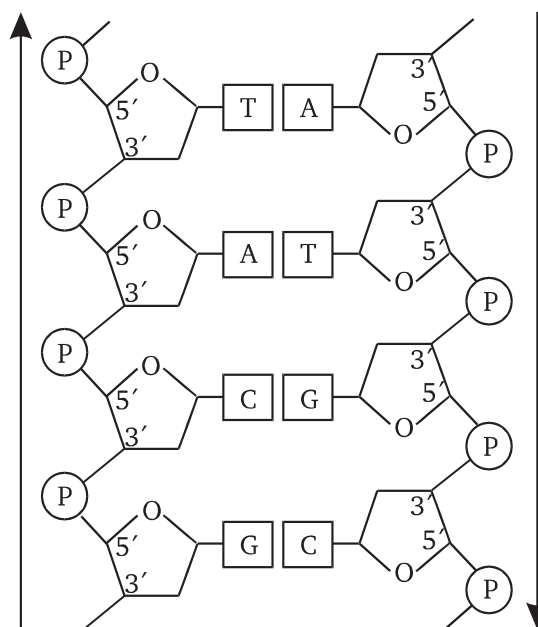 P O 3′
5′ T A 5′
3′ O P
P O 3′
5′ A T 5′
3′ O P
P O 3′
5′ C G 5′
3′ O P
P O 3′
5′ G C 5′
3′ O P